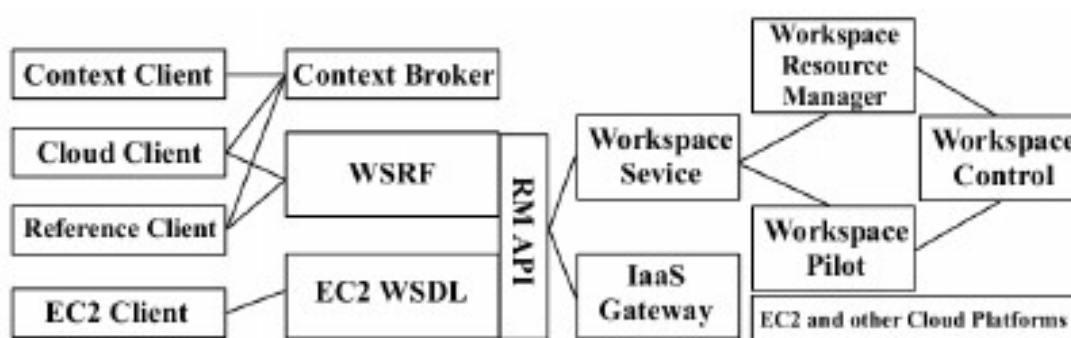 Context Client
Cloud Client
Reference Client
EC2 Client
Context Broker
WSRF
EC2 WSDL
RM API
Workspace
Sevice
IaaS
Gateway
Workspace
Resource
Manager
Workspace
Pilot
EC2 and other Cloud Platforms
Workspace
Control